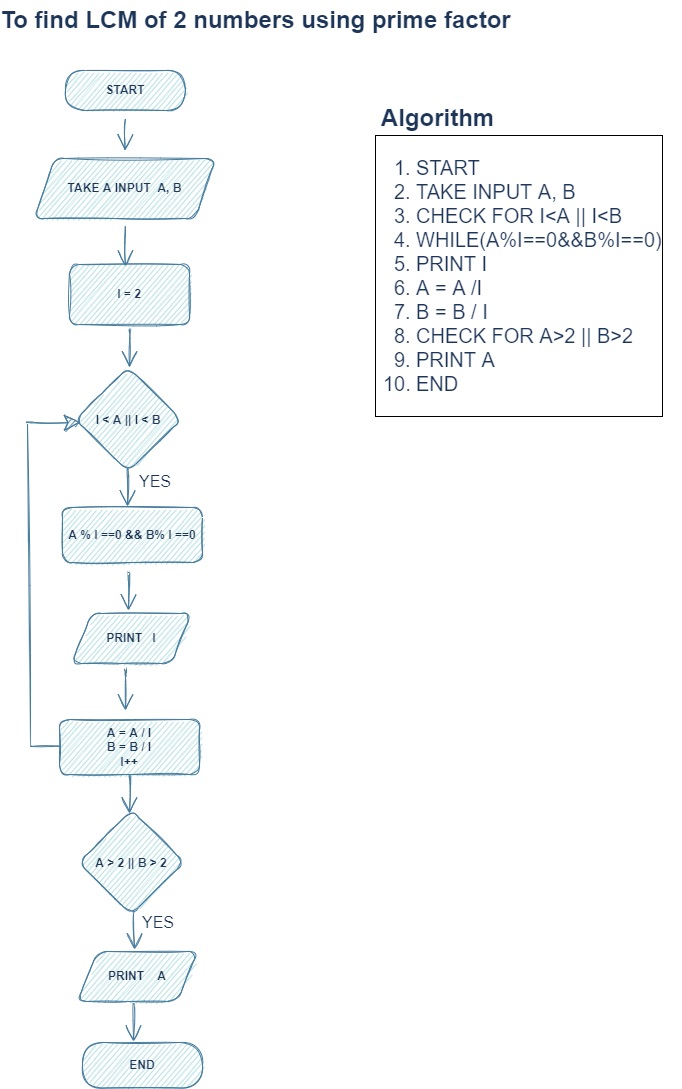 To find LCM of 2 numbers using prime factor
START
TAKE A INPUT A, B
I = 2
I < A || I < B
YES
A % I ==0 && B% I ==0
PRINT I
A = A / I
B = B / I
I++
A > 2 || B > 2
YES
PRINT A
END
Algorithm
1. START
2. TAKE INPUT A, B
3. CHECK FOR I<A || I<B
4. WHILE(A%I==0&&B%I==0)
5. PRINT I
6. A = A /I
7. B = B / I
8. CHECK FOR A>2 || B>2
9. PRINT A
10. END